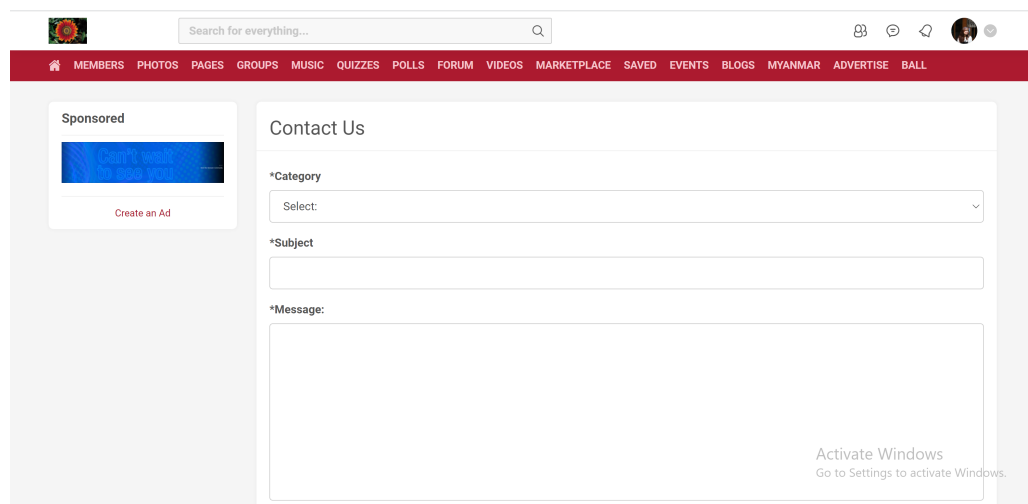 Search for everything...
MEMBERS PHOTOS PAGES GROUPS MUSIC QUIZZES POLLS FORUM VIDEOS MARKETPLACE SAVED EVENTS BLOGS MYANMAR ADVERTISE BALL
Sponsored
Can't wait
to see you
Create an Ad
Contact Us
*Category
Select:
*Subject
*Message:
Activate Windows
Go to Settings to activate Windows.